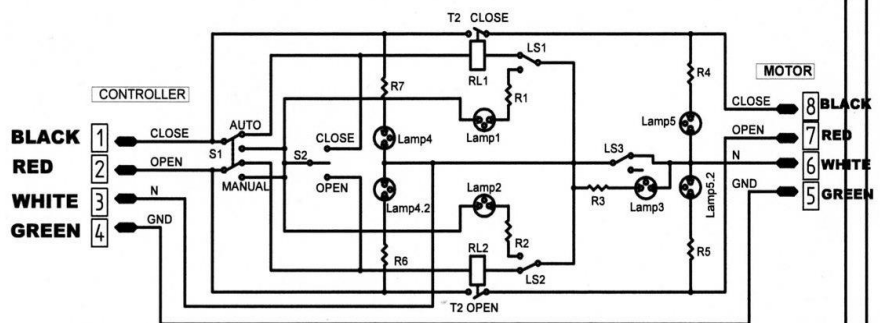 T2 CLOSE
LS1
RL1
R7
R1
R4
MOTOR
CONTROLLER
CLOSE
8 BLACK
AUTO
Lamp4
Lamp1
Lamp5
BLACK 1 CLOSE
S1
S2
CLOSE
LS3
OPEN
7 RED
RED 2 OPEN
N
6 WHITE
MANUAL
OPEN
Lamp4.2
Lamp2
R3
Lamp3
Lamp5.2
GND
5 GREEN
WHITE 3 N
GREEN 4 GND
RL2
R2
R6
R5
LS2
T2 OPEN